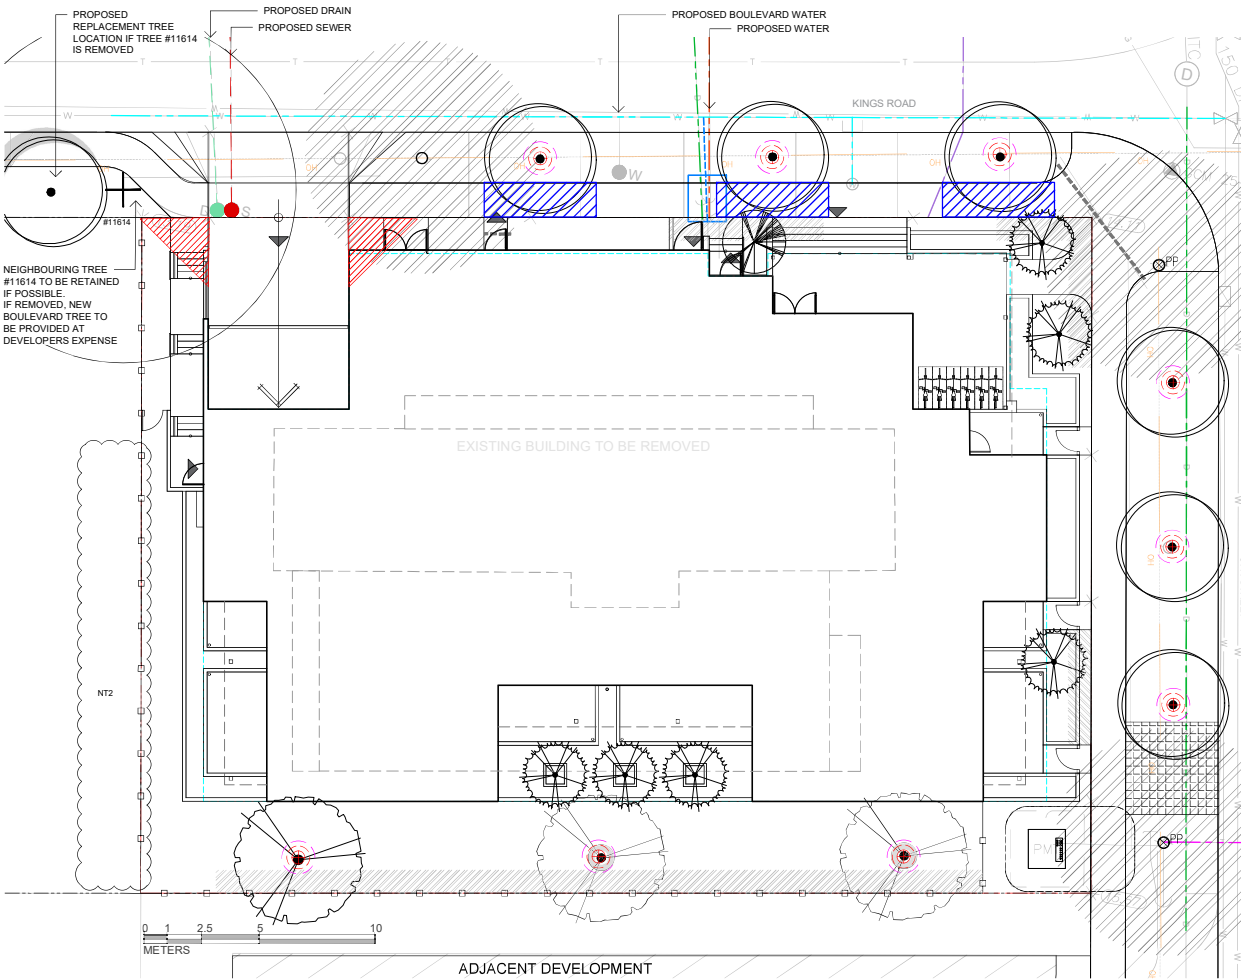 PROPOSED
REPLACEMENT TREE
LOCATION IF TREE #11614
IS REMOVED
PROPOSED DRAIN
PROPOSED SEWER
PROPOSED BOULEVARD WATER
PROPOSED WATER
KINGS ROAD
D
W
D
S
#11614
NEIGHBOURING TREE
#11614 TO BE RETAINED
IF POSSIBLE.
IF REMOVED, NEW
BOULEVARD TREE TO
BE PROVIDED AT
DEVELOPERS EXPENSE
PP
EXISTING BUILDING TO BE REMOVED
NT2
PP
0 1 2.5 5 10
METERS
ADJACENT DEVELOPMENT